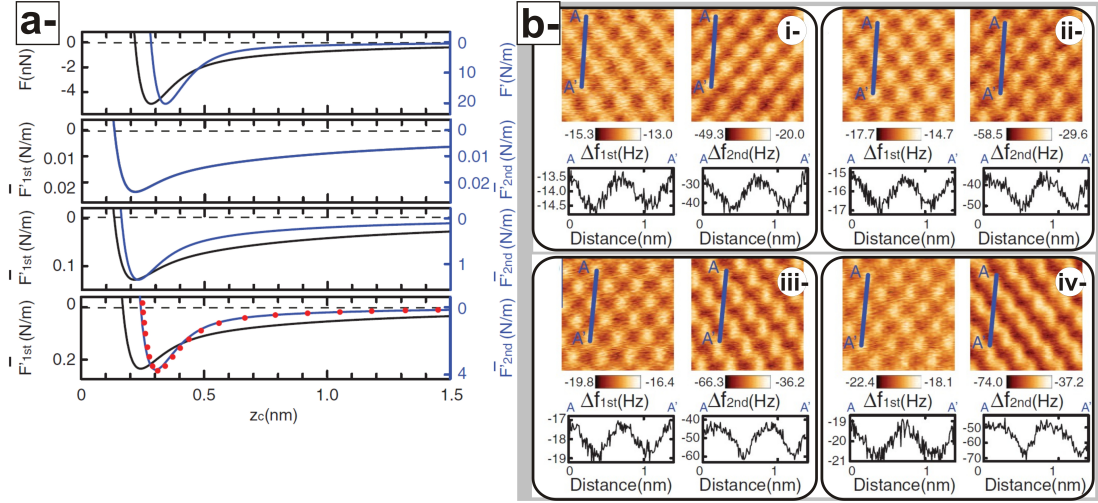 a-
0
-2
-4
F(nN)
0
10
20
F'(N/m)
0
0.01
0.02
F̅'1st (N/m)
0
0.01
0.02
F̅'2nd (N/m)
0
0.1
F̅'1st (N/m)
0
1
F̅'2nd (N/m)
0
0.2
F̅'1st (N/m)
0
4
F̅'2nd (N/m)
0 0.5 1.0 1.5
zc(nm)
b-
i-
A
A'
A
A'
-15.3 -13.0
-49.3 -20.0
Δf1st(Hz)
Δf2nd(Hz)
A A'
A A'
-13.5
-14.0
-14.5
-30
-40
0 1
0 1
Distance(nm)
Distance(nm)
ii-
A
A'
A
A'
-17.7 -14.7
-58.5 -29.6
Δf1st(Hz)
Δf2nd(Hz)
A A'
A A'
-15
-16
-17
-40
-50
0 1
0 1
Distance(nm)
Distance(nm)
iii-
A
A'
A
A'
-19.8 -16.4
-66.3 -36.2
Δf1st(Hz)
Δf2nd(Hz)
A A'
A A'
-17
-18
-19
-40
-50
-60
0 1
0 1
Distance(nm)
Distance(nm)
iv-
A
A'
A
A'
-22.4 -18.1
-74.0 -37.2
Δf1st(Hz)
Δf2nd(Hz)
A A'
A A'
-19
-20
-21
-50
-60
-70
0 1
0 1
Distance(nm)
Distance(nm)